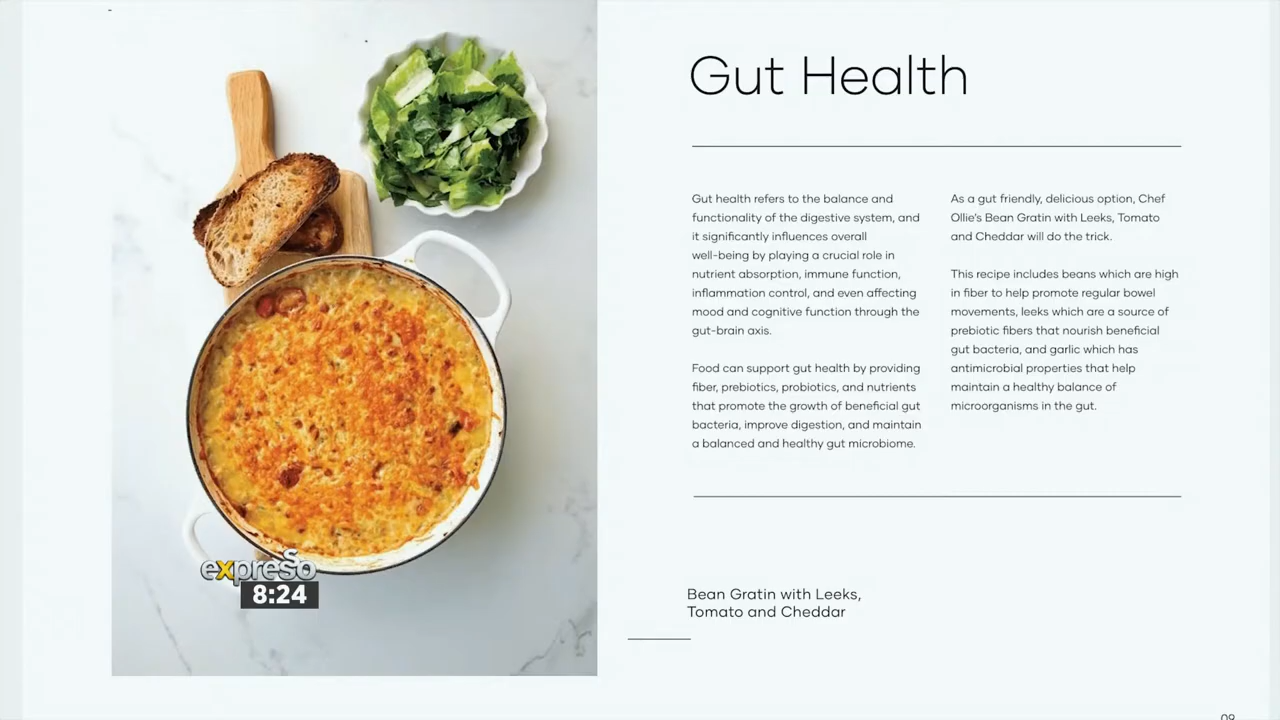 Gut Health
Gut health refers to the balance and
functionality of the digestive system, and
it significantly influences overall
well-being by playing a crucial role in
nutrient absorption, immune function,
inflammation control, and even affecting
mood and cognitive function through the
gut-brain axis.
Food can support gut health by providing
fiber, prebiotics, probiotics, and nutrients
that promote the growth of beneficial gut
bacteria, improve digestion, and maintain
a balanced and healthy gut microbiome.
As a gut friendly, delicious option, Chef
Ollie's Bean Gratin with Leeks, Tomato
and Cheddar will do the trick.
This recipe includes beans which are high
in fiber to help promote regular bowel
movements, leeks which are a source of
prebiotic fibers that nourish beneficial
gut bacteria, and garlic which has
antimicrobial properties that help
maintain a healthy balance of
microorganisms in the gut.
expresso
8:24
Bean Gratin with Leeks,
Tomato and Cheddar
09